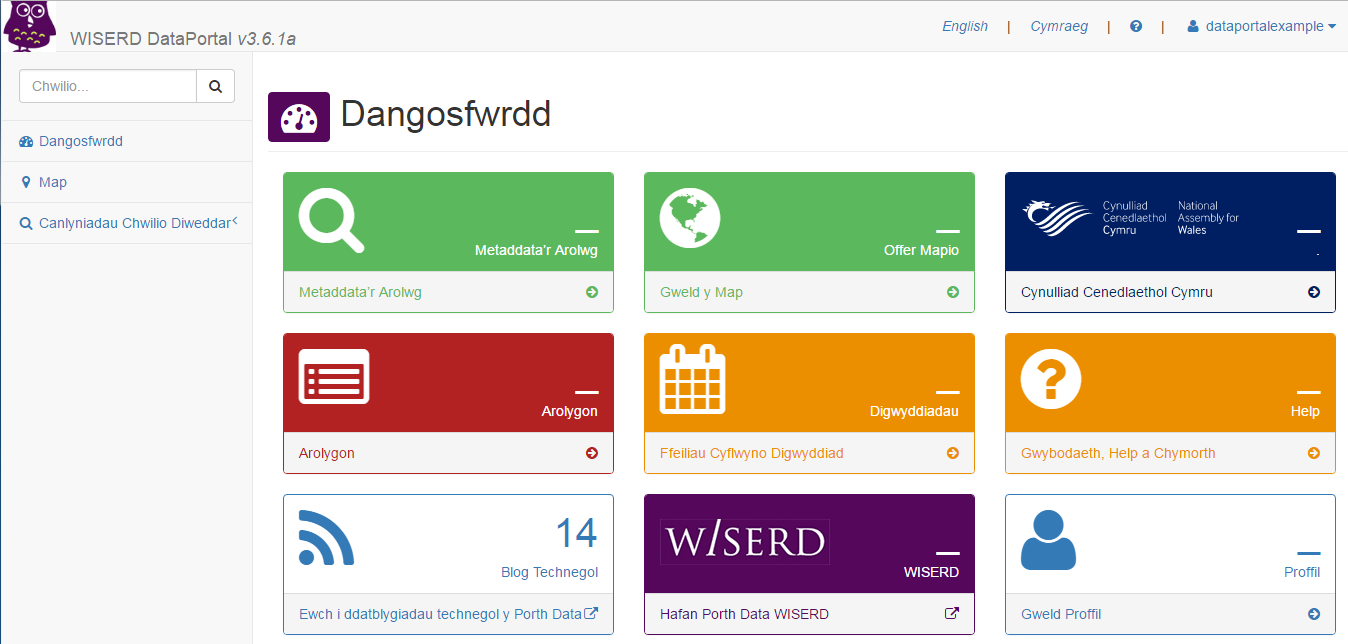 WISERD DataPortal v3.6.1a
English | Cymraeg | ? | dataportalexample
Chwilio...
Dangosfwrdd
Map
Canlyniadau Chwilio Diweddar
Dangosfwrdd
Metaddata'r Arolwg
Metaddata'r Arolwg
Offer Mapio
Gweld y Map
Cynulliad Cenedlaethol Cymru
National Assembly for Wales
.
Cynulliad Cenedlaethol Cymru
Arolygon
Arolygon
Digwyddiadau
Ffeiliau Cyflwyno Digwyddiad
?
Help
Gwybodaeth, Help a Chymorth
14
Blog Technegol
Ewch i ddatblygiadau technegol y Porth Data
WISERD
WISERD
Hafan Porth Data WISERD
Proffil
Gweld Proffil